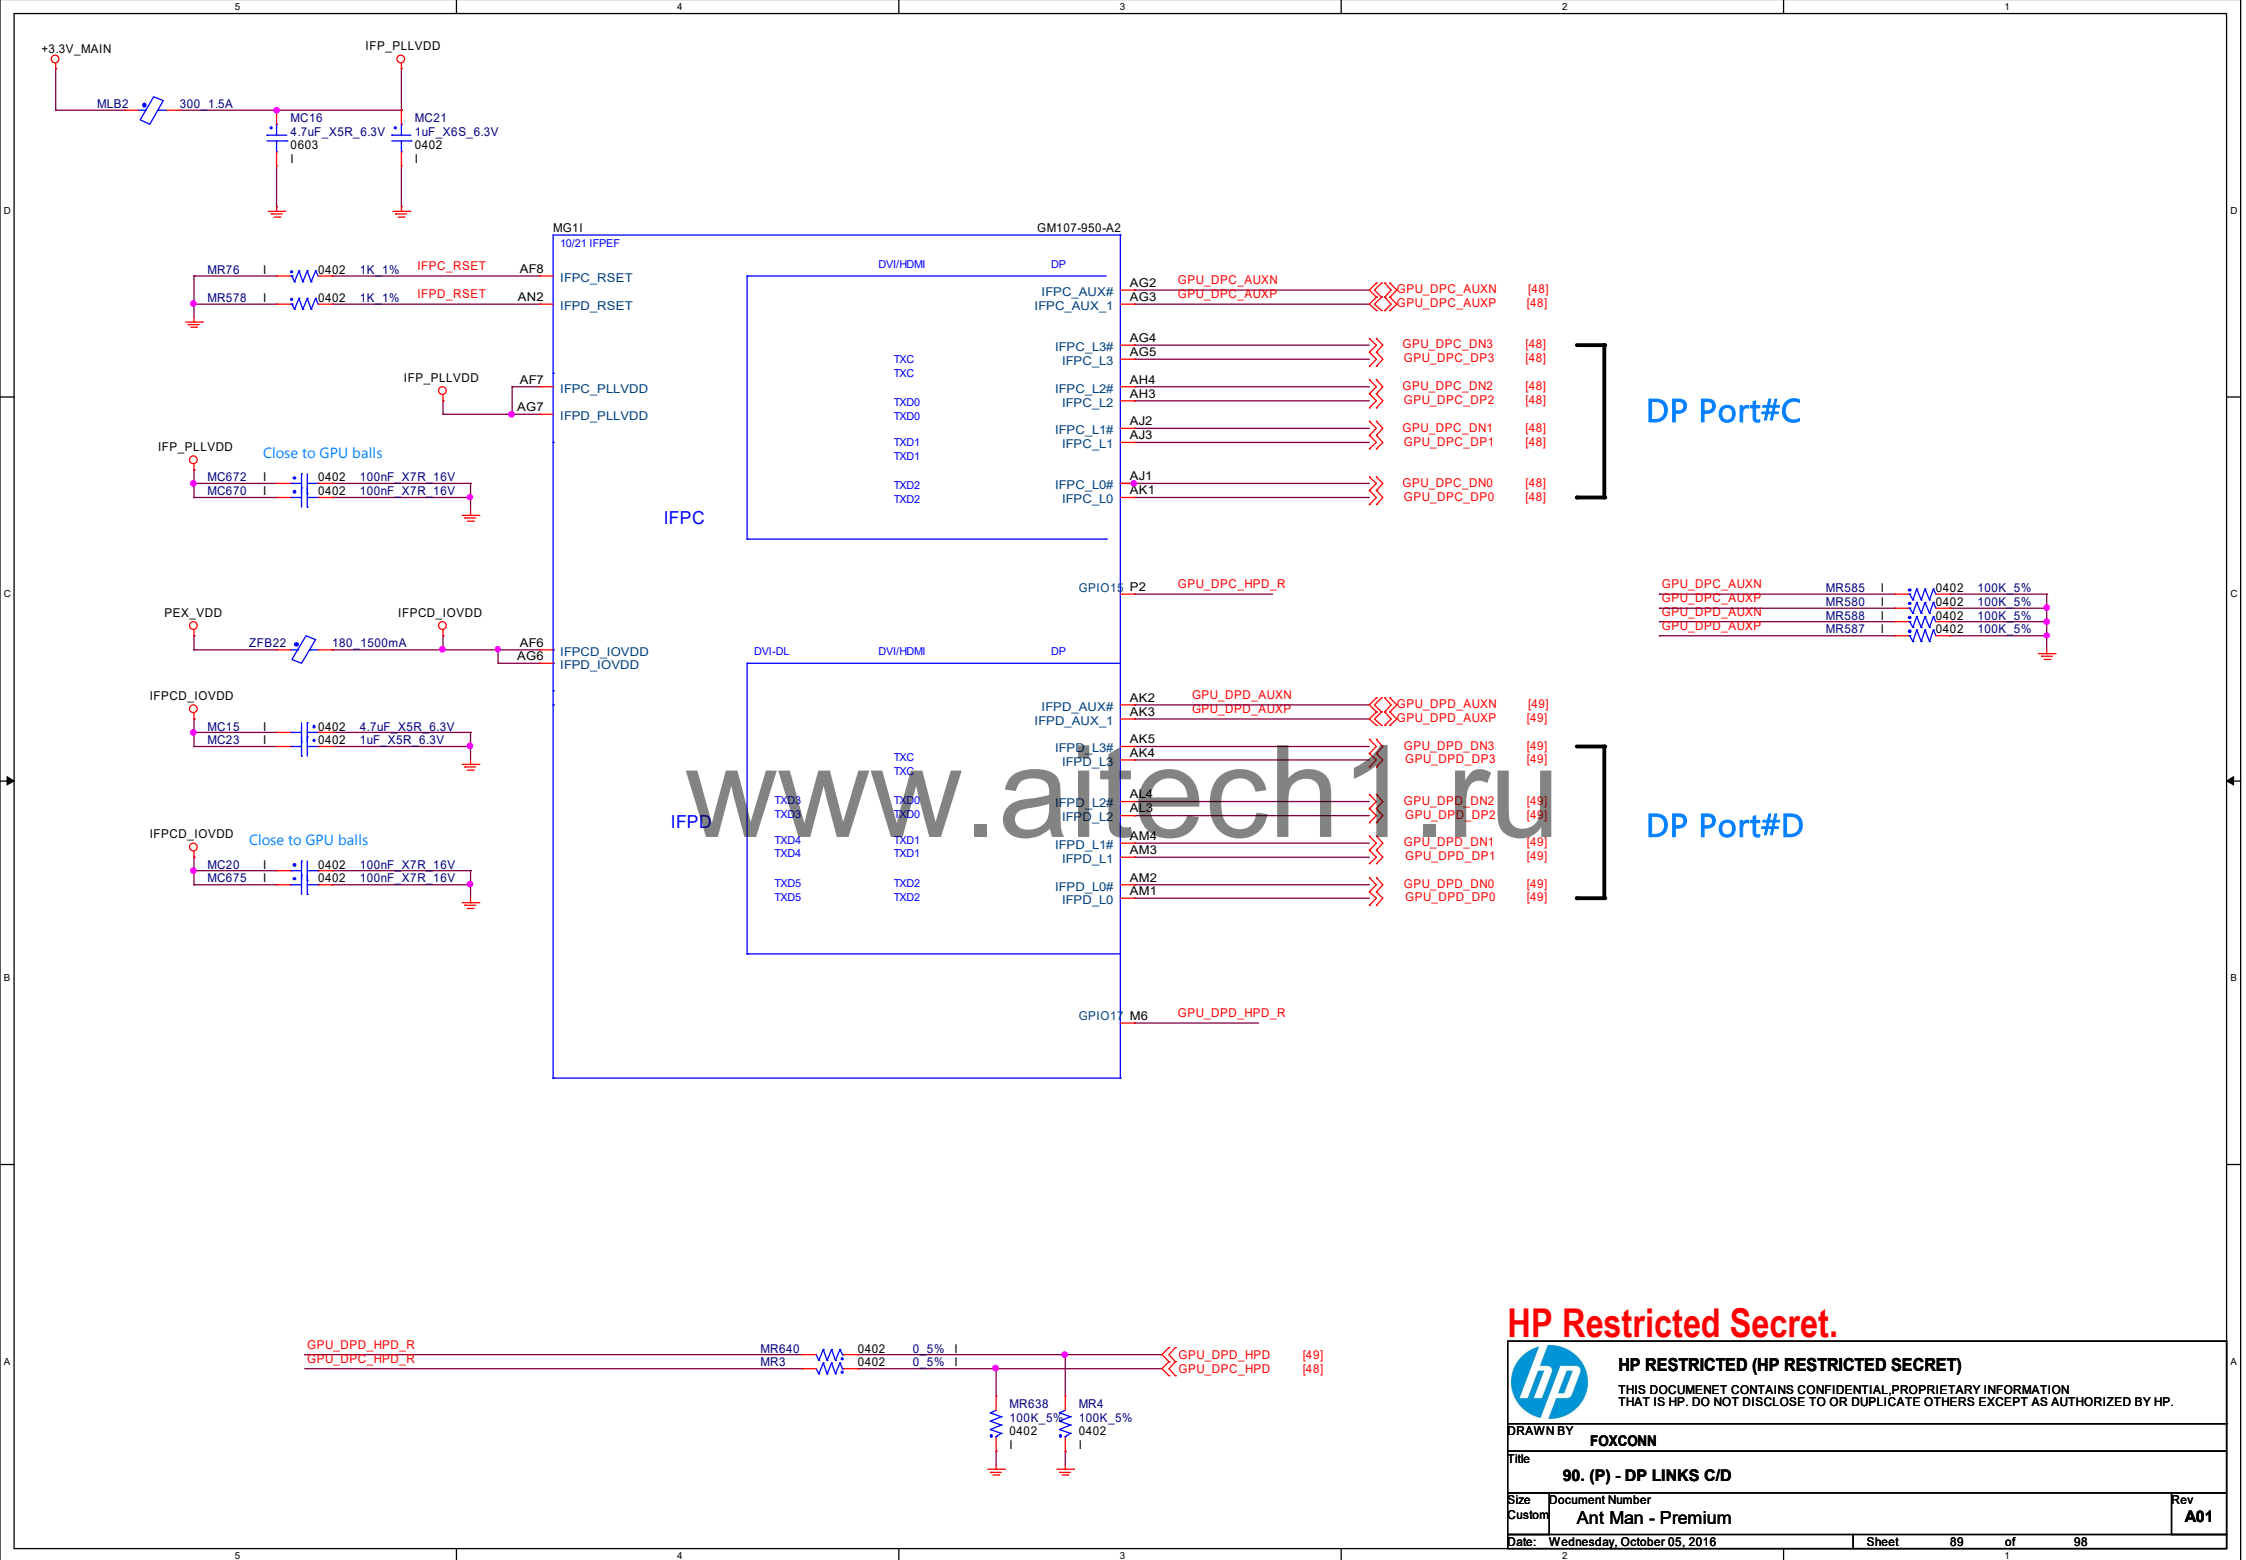 5 4 3 2 1
+3.3V_MAIN
IFP_PLLVDD
MLB2 300_1.5A
MC16
4.7uF_X5R_6.3V
0603
I
MC21
1uF_X6S_6.3V
0402
I
D D
MG1I GM107-950-A2
10/21 IFPEF
MR76 I 0402 1K_1% IFPC_RSET AF8 IFPC_RSET
MR578 I 0402 1K_1% IFPD_RSET AN2 IFPD_RSET
DVI/HDMI DP
IFPC_AUX# AG2 GPU_DPC_AUXN GPU_DPC_AUXN [48]
IFPC_AUX_1 AG3 GPU_DPC_AUXP GPU_DPC_AUXP [48]
TXC IFPC_L3# AG4 GPU_DPC_DN3 [48]
TXC IFPC_L3 AG5 GPU_DPC_DP3 [48]
IFP_PLLVDD AF7 IFPC_PLLVDD
AG7 IFPD_PLLVDD
TXD0 IFPC_L2# AH4 GPU_DPC_DN2 [48]
TXD0 IFPC_L2 AH3 GPU_DPC_DP2 [48]
DP Port#C
TXD1 IFPC_L1# AJ2 GPU_DPC_DN1 [48]
TXD1 IFPC_L1 AJ3 GPU_DPC_DP1 [48]
IFP_PLLVDD Close to GPU balls
MC672 I 0402 100nF_X7R_16V
MC670 I 0402 100nF_X7R_16V
TXD2 IFPC_L0# AJ1 GPU_DPC_DN0 [48]
TXD2 IFPC_L0 AK1 GPU_DPC_DP0 [48]
IFPC
GPIO15 P2 GPU_DPC_HPD_R
C C
GPU_DPC_AUXN MR585 I 0402 100K_5%
GPU_DPC_AUXP MR580 I 0402 100K_5%
GPU_DPD_AUXN MR588 I 0402 100K_5%
GPU_DPD_AUXP MR587 I 0402 100K_5%
PEX_VDD IFPCD_IOVDD
ZFB22 180_1500mA AF6 IFPCD_IOVDD
AG6 IFPD_IOVDD
DVI-DL DVI/HDMI DP
IFPCD_IOVDD
MC15 I 0402 4.7uF_X5R_6.3V
MC23 I 0402 1uF_X5R_6.3V
IFPD_AUX# AK2 GPU_DPD_AUXN GPU_DPD_AUXN [49]
IFPD_AUX_1 AK3 GPU_DPD_AUXP GPU_DPD_AUXP [49]
TXC IFPD_L3# AK5 GPU_DPD_DN3 [49]
TXC IFPD_L3 AK4 GPU_DPD_DP3 [49]
www.aitech1.ru
TXD3 TXD0 IFPD_L2# AL4 GPU_DPD_DN2 [49]
TXD3 TXD0 IFPD_L2 AL3 GPU_DPD_DP2 [49]
IFPD
DP Port#D
TXD4 TXD1 IFPD_L1# AM4 GPU_DPD_DN1 [49]
TXD4 TXD1 IFPD_L1 AM3 GPU_DPD_DP1 [49]
IFPCD_IOVDD Close to GPU balls
MC20 I 0402 100nF_X7R_16V
MC675 I 0402 100nF_X7R_16V
TXD5 TXD2 IFPD_L0# AM2 GPU_DPD_DN0 [49]
TXD5 TXD2 IFPD_L0 AM1 GPU_DPD_DP0 [49]
B B
GPIO17 M6 GPU_DPD_HPD_R
GPU_DPD_HPD_R MR640 0402 0_5% I GPU_DPD_HPD [49]
GPU_DPC_HPD_R MR3 0402 0_5% I GPU_DPC_HPD [48]
A A
MR638
100K_5%
0402
I
MR4
100K_5%
0402
I
HP Restricted Secret.
hp
HP RESTRICTED (HP RESTRICTED SECRET)
THIS DOCUMENET CONTAINS CONFIDENTIAL,PROPRIETARY INFORMATION
THAT IS HP. DO NOT DISCLOSE TO OR DUPLICATE OTHERS EXCEPT AS AUTHORIZED BY HP.
DRAWN BY
FOXCONN
Title
90. (P) - DP LINKS C/D
Size Document Number Rev
Custom Ant Man - Premium A01
Date: Wednesday, October 05, 2016 Sheet 89 of 98
5 4 3 2 1